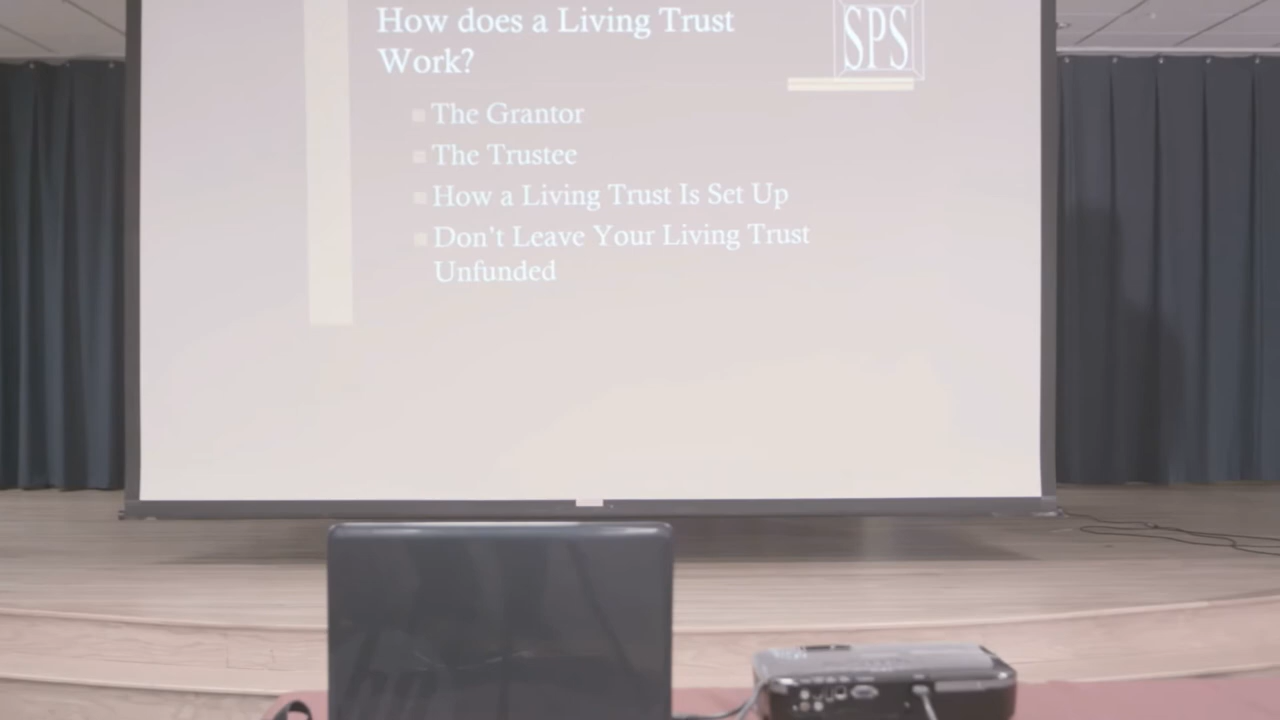 How does a Living Trust
Work?
SPS
The Grantor
The Trustee
How a Living Trust Is Set Up
Don't Leave Your Living Trust
Unfunded